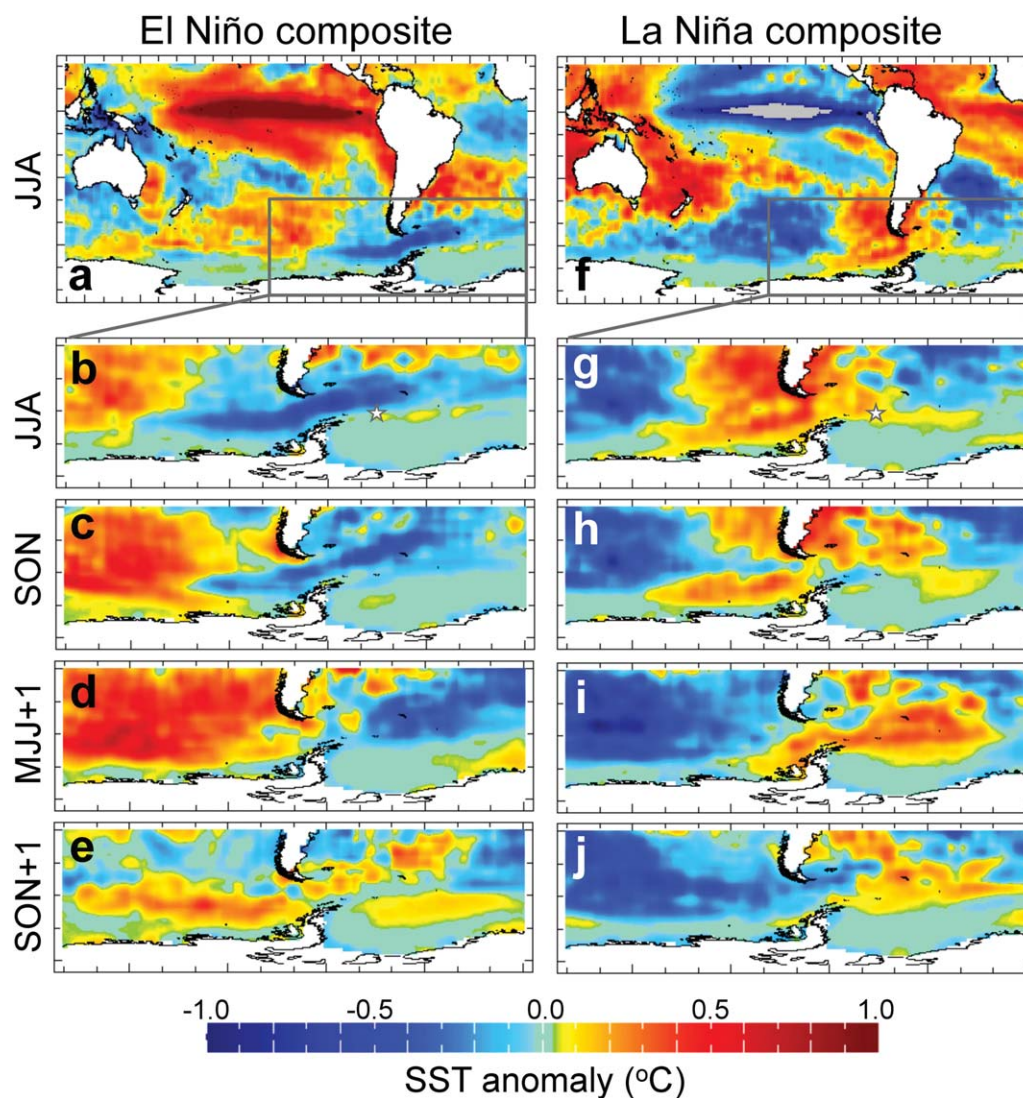 El Niño composite
La Niña composite
JJA
a
f
JJA
b
g
SON
c
h
MJJ+1
d
i
SON+1
e
j
-1.0 -0.5 0.0 0.5 1.0
SST anomaly (ºC)